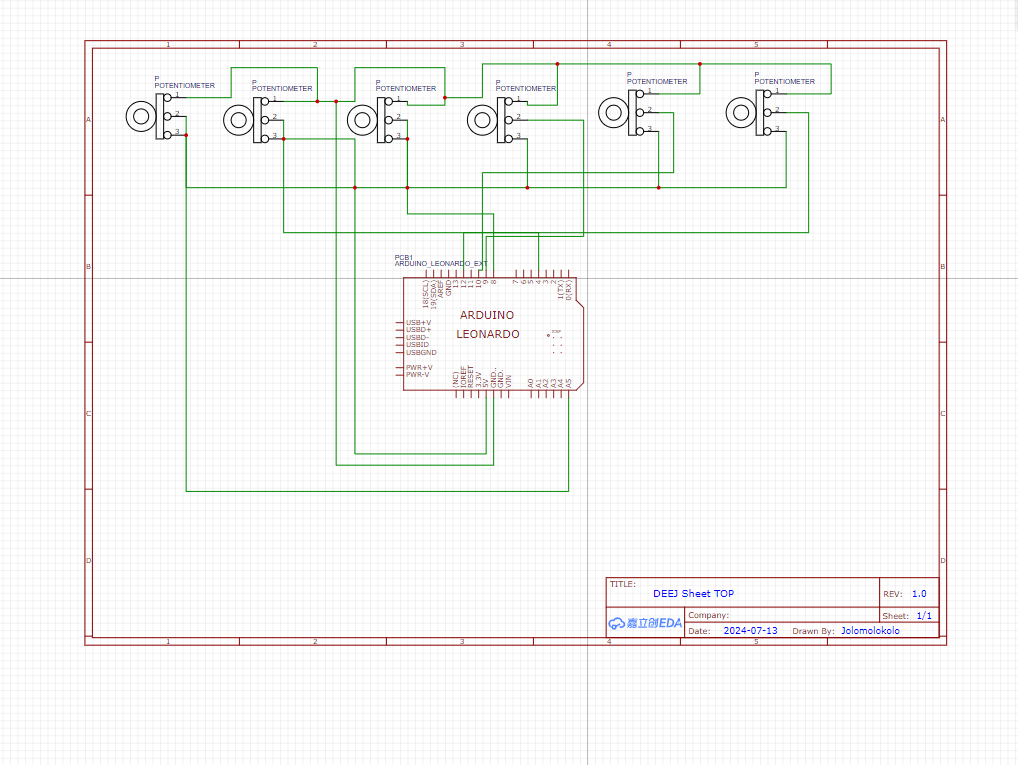 1 2 3 4 5
P
POTENTIOMETER
1
2
3
P
POTENTIOMETER
1
2
3
P
POTENTIOMETER
1
2
3
P
POTENTIOMETER
1
2
3
P
POTENTIOMETER
1
2
3
P
POTENTIOMETER
1
2
3
A A
B B
C C
D D
PCB1
ARDUINO_LEONARDO_EXT
18(SCL)
19(SDA)
AREF
GND
13
12
11
10
9
8
7
6
5
4
3
2
1(TX)
0(RX)
ARDUINO
LEONARDO
ICSP
USB+V
USBD+
USBD-
USBID
USBGND
PWR+V
PWR-V
(NC)
IOREF
RESET
3.3V
5V
GND.
GND.
VIN
A0
A1
A2
A3
A4
A5
TITLE:
DEEJ Sheet TOP
REV: 1.0
嘉立创EDA
Company:
Sheet: 1/1
Date: 2024-07-13 Drawn By: Jolomolokolo
1 2 3 4 5